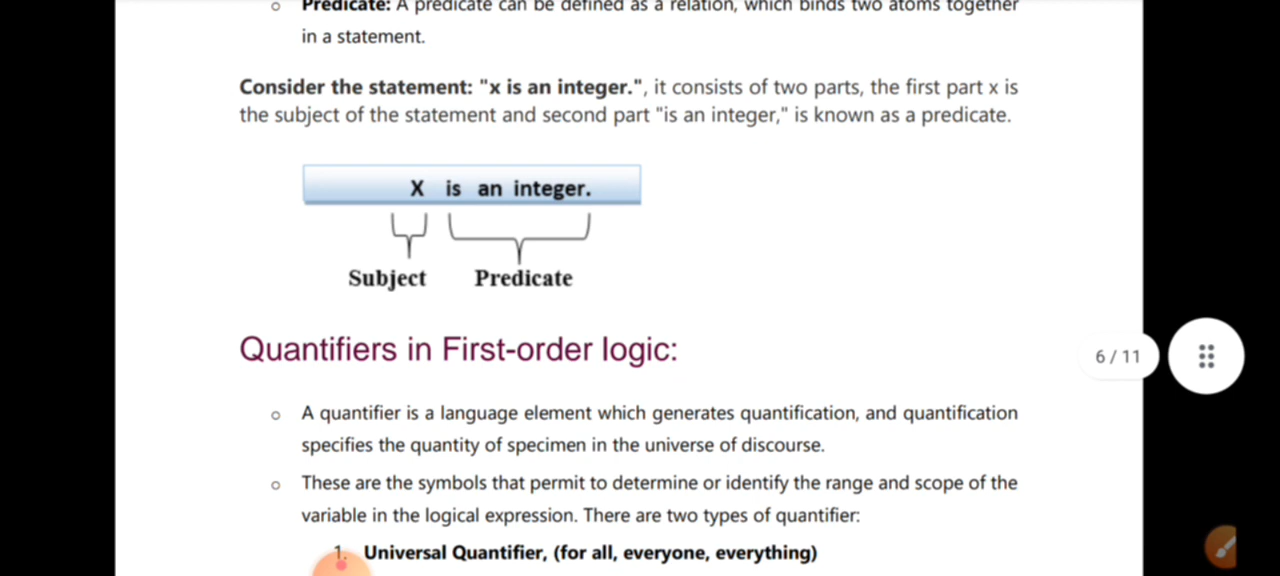 Predicate: A predicate can be defined as a relation, which binds two atoms together
in a statement.
Consider the statement: "x is an integer.", it consists of two parts, the first part x is
the subject of the statement and second part "is an integer," is known as a predicate.
X is an integer.
Subject Predicate
Quantifiers in First-order logic:
6 / 11
A quantifier is a language element which generates quantification, and quantification
specifies the quantity of specimen in the universe of discourse.
These are the symbols that permit to determine or identify the range and scope of the
variable in the logical expression. There are two types of quantifier:
1. Universal Quantifier, (for all, everyone, everything)